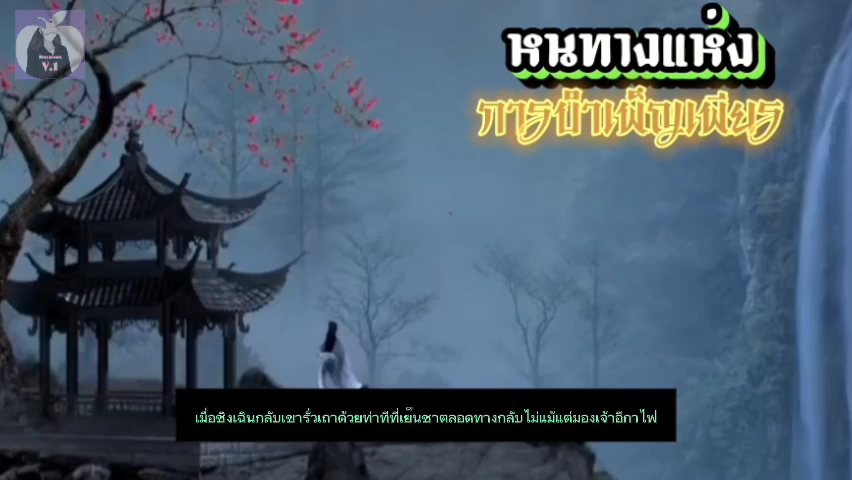 หนทางแห่ง
การบำเพ็ญเพียร
V.1
เมื่อชิงเฉินกลับเขารั่วเถาด้วยท่าทีที่เย็นชาตลอดทางกลับไม่แม้แต่มองเจ้าอีกาไฟ